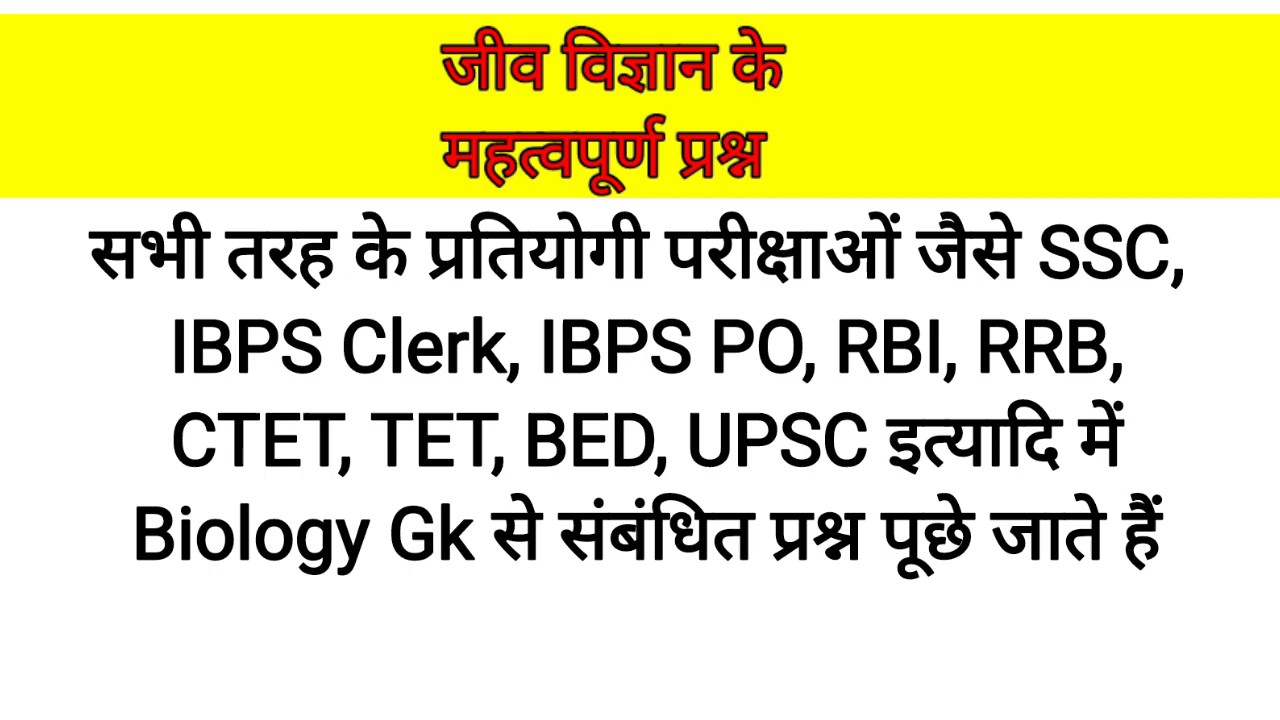 जीव विज्ञान के
महत्वपूर्ण प्रश्न
सभी तरह के प्रतियोगी परीक्षाओं जैसे SSC,
IBPS Clerk, IBPS PO, RBI, RRB,
CTET, TET, BED, UPSC इत्यादि में
Biology Gk से संबंधित प्रश्न पूछे जाते हैं